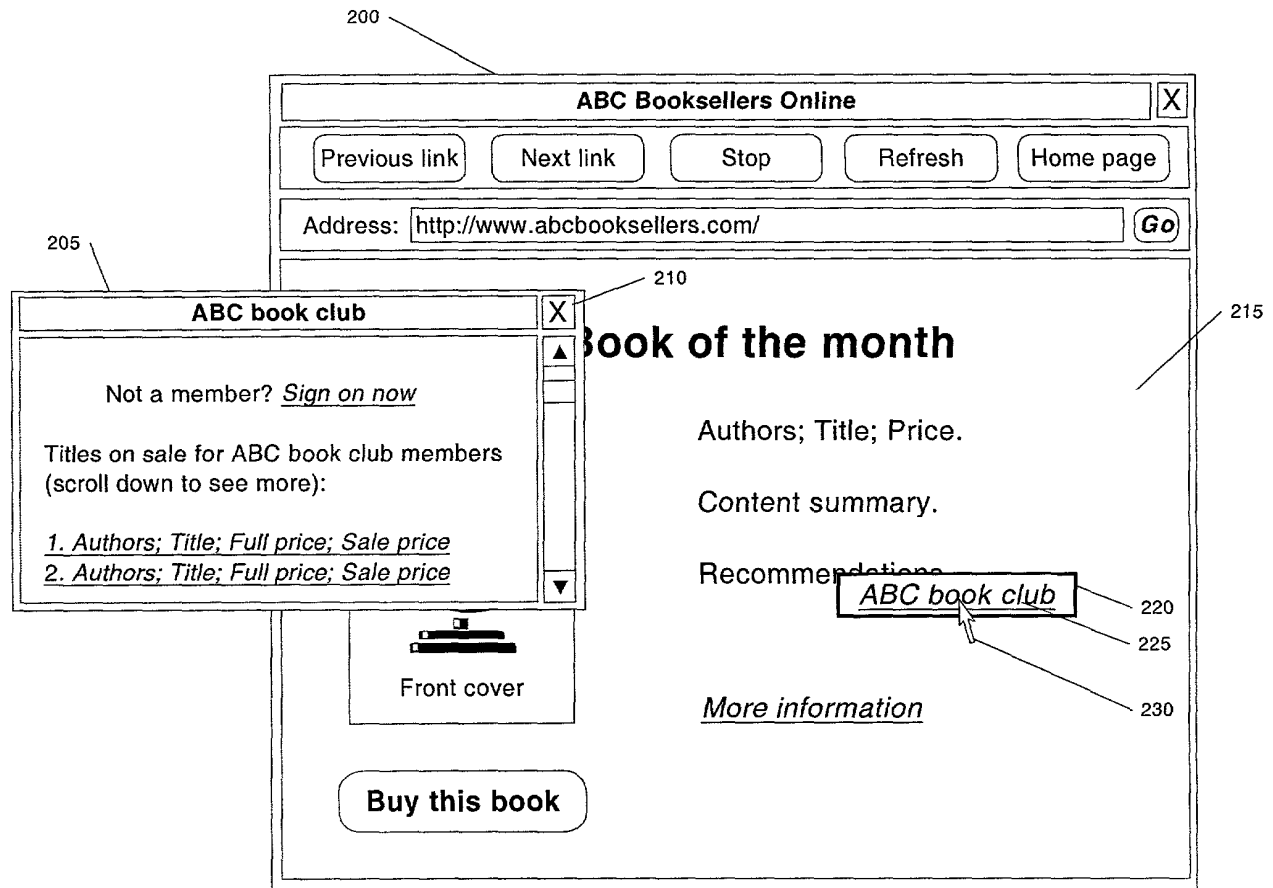 200
ABC Booksellers Online X
Previous link Next link Stop Refresh Home page
Address: http://www.abcbooksellers.com/ Go
205
210
215
ABC book club X
Book of the month
Not a member? Sign on now
Titles on sale for ABC book club members
(scroll down to see more):
1. Authors; Title; Full price; Sale price
2. Authors; Title; Full price; Sale price
Authors; Title; Price.
Content summary.
Recommendations.
ABC book club
220
225
230
Front cover
More information
Buy this book